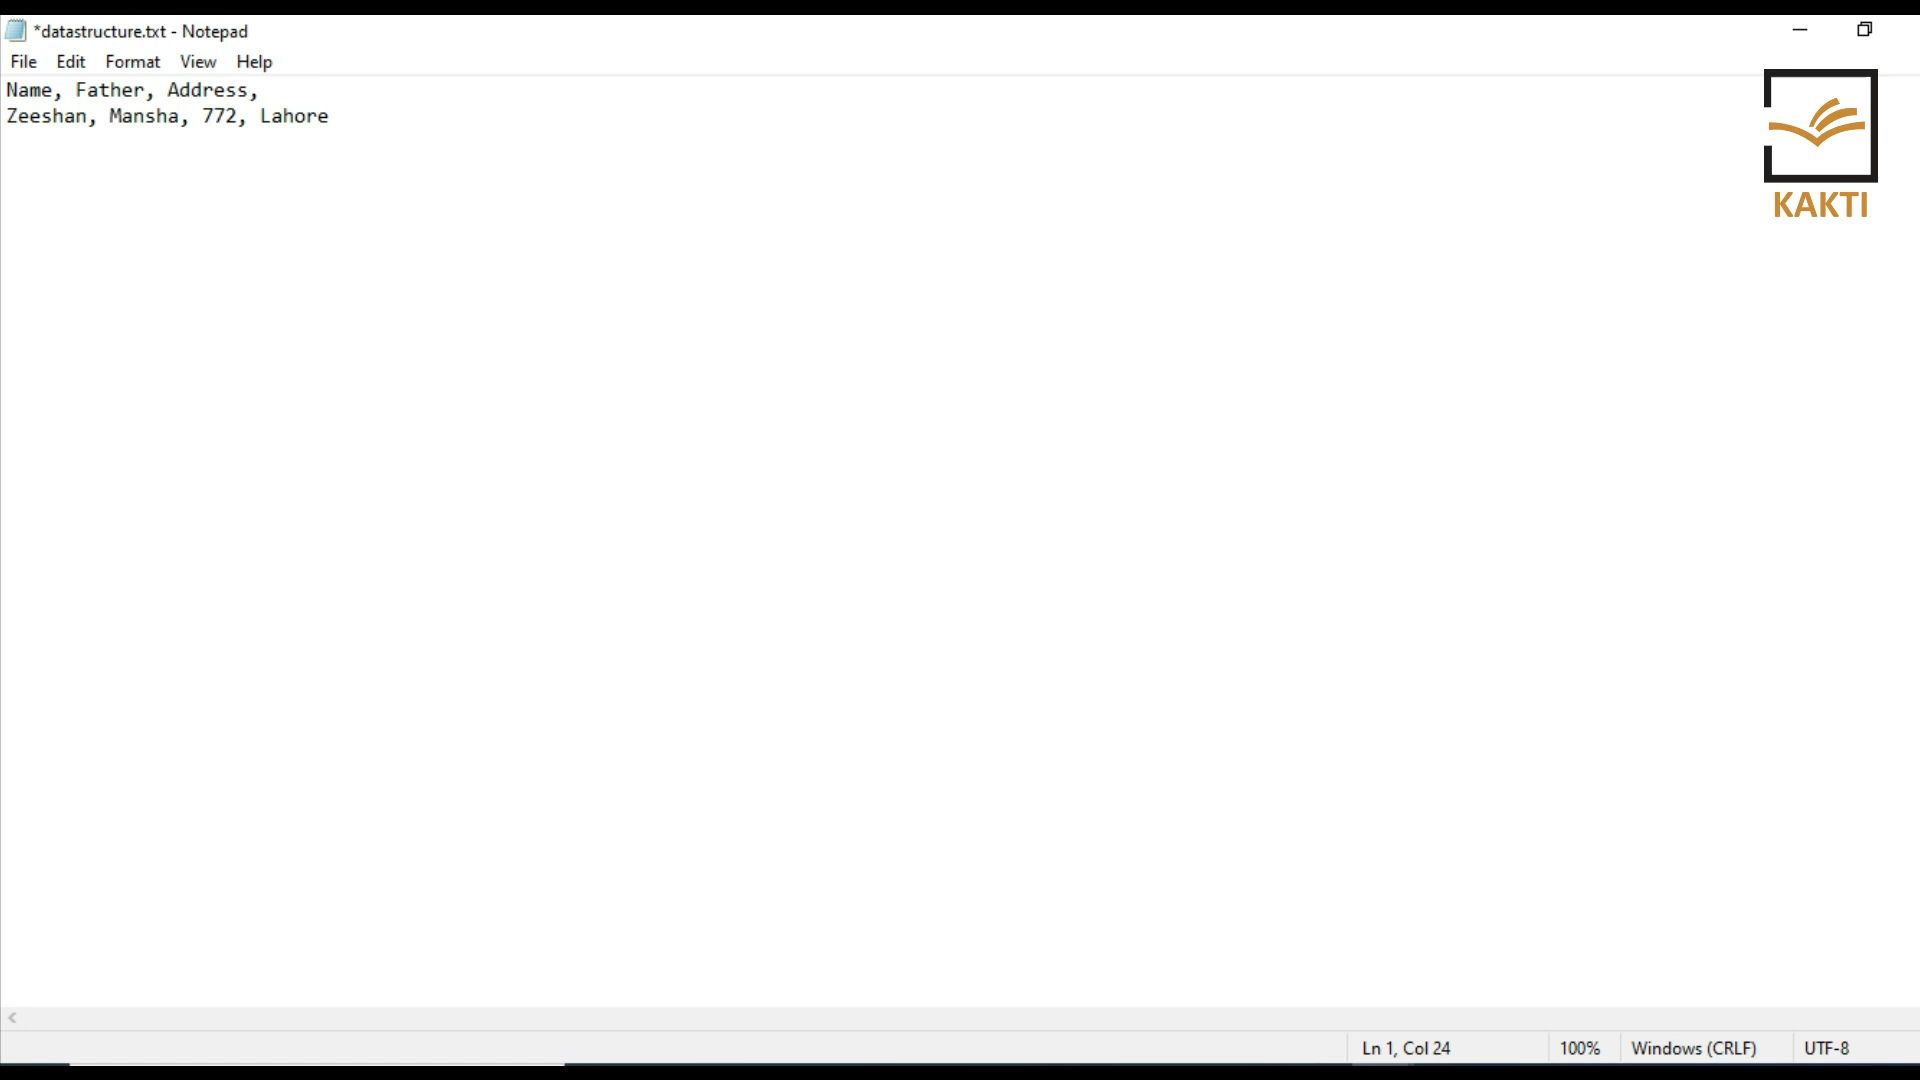 *datastructure.txt - Notepad
File Edit Format View Help
Name, Father, Address,
Zeeshan, Mansha, 772, Lahore
KAKTI
Ln 1, Col 24 100% Windows (CRLF) UTF-8